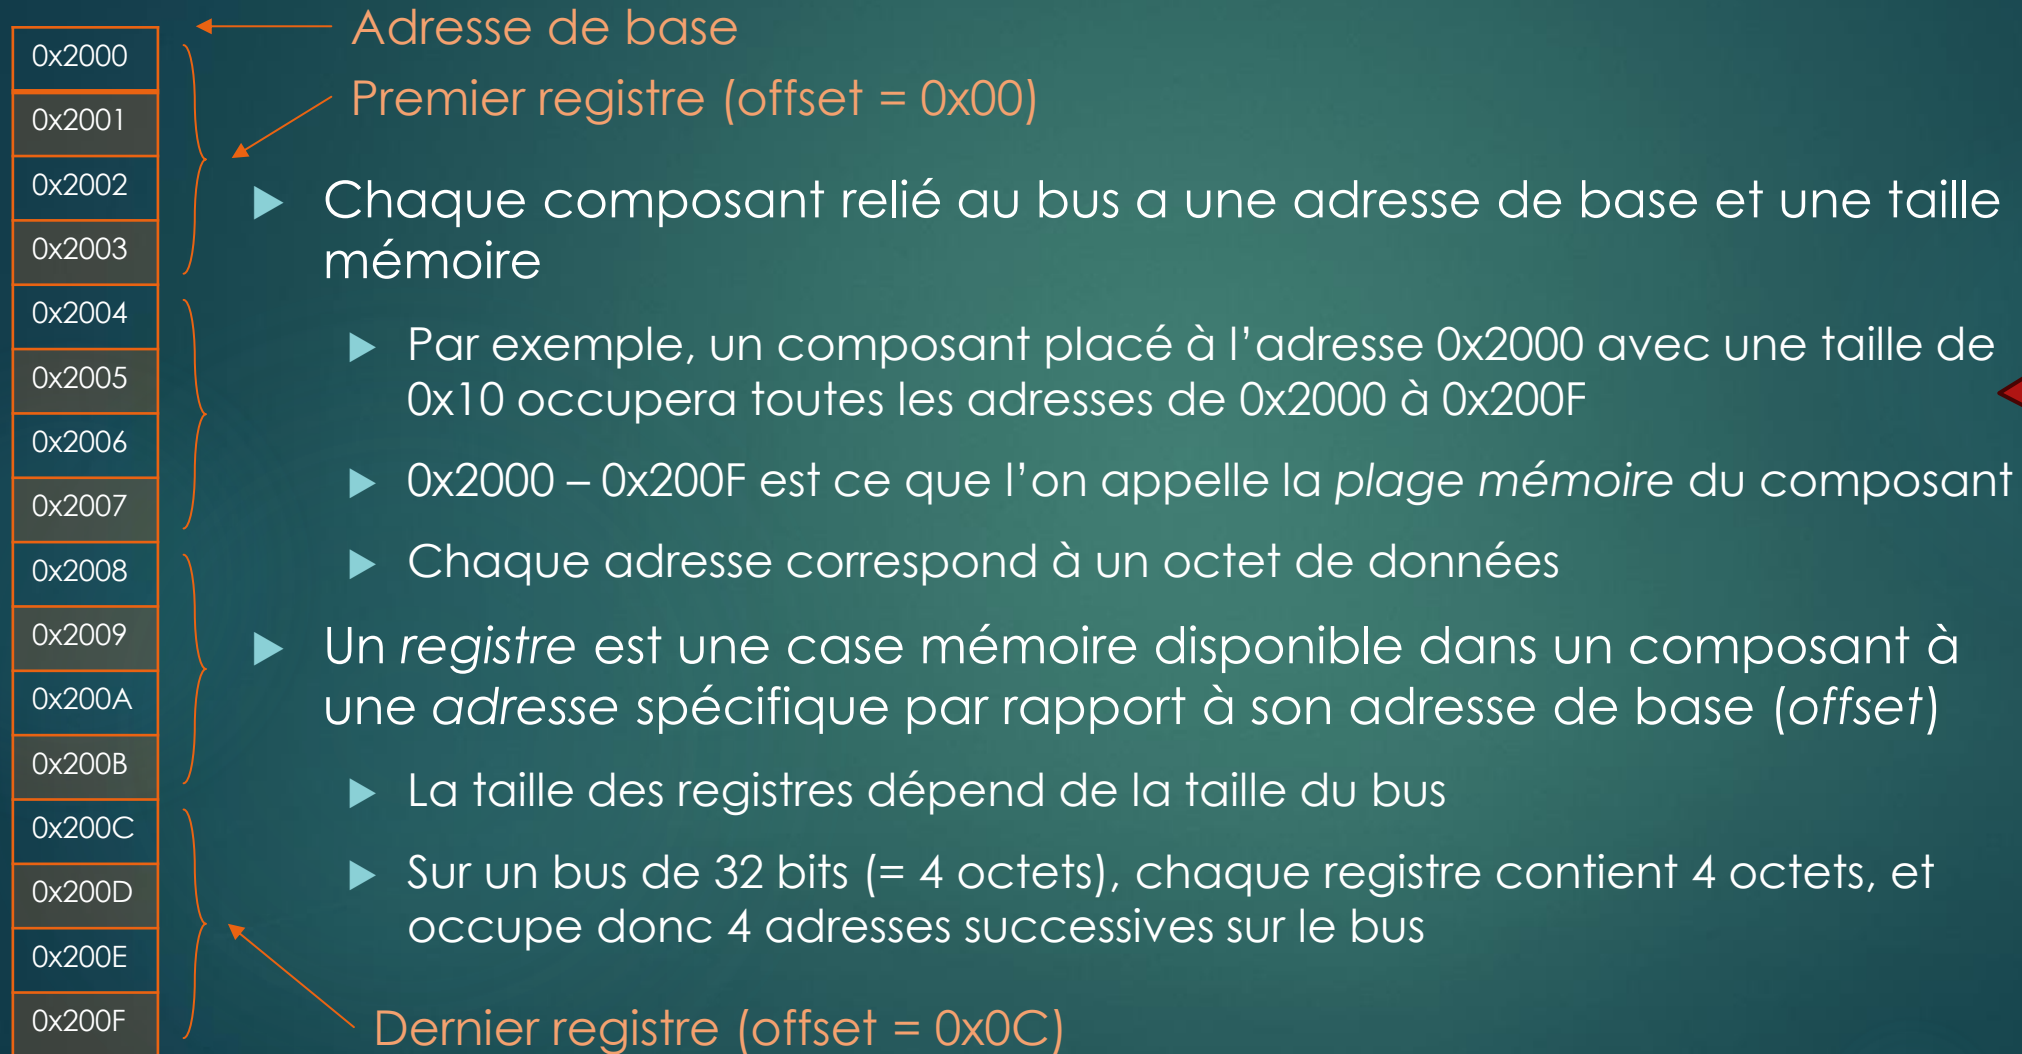 Adresse de base
Premier registre (offset = 0x00)
0x2000
0x2001
0x2002
0x2003
0x2004
0x2005
0x2006
0x2007
0x2008
0x2009
0x200A
0x200B
0x200C
0x200D
0x200E
0x200F
Chaque composant relié au bus a une adresse de base et une taille
mémoire
Par exemple, un composant placé à l’adresse 0x2000 avec une taille de
0x10 occupera toutes les adresses de 0x2000 à 0x200F
0x2000 – 0x200F est ce que l’on appelle la plage mémoire du composant
Chaque adresse correspond à un octet de données
Un registre est une case mémoire disponible dans un composant à
une adresse spécifique par rapport à son adresse de base (offset)
La taille des registres dépend de la taille du bus
Sur un bus de 32 bits (= 4 octets), chaque registre contient 4 octets, et
occupe donc 4 adresses successives sur le bus
Dernier registre (offset = 0x0C)